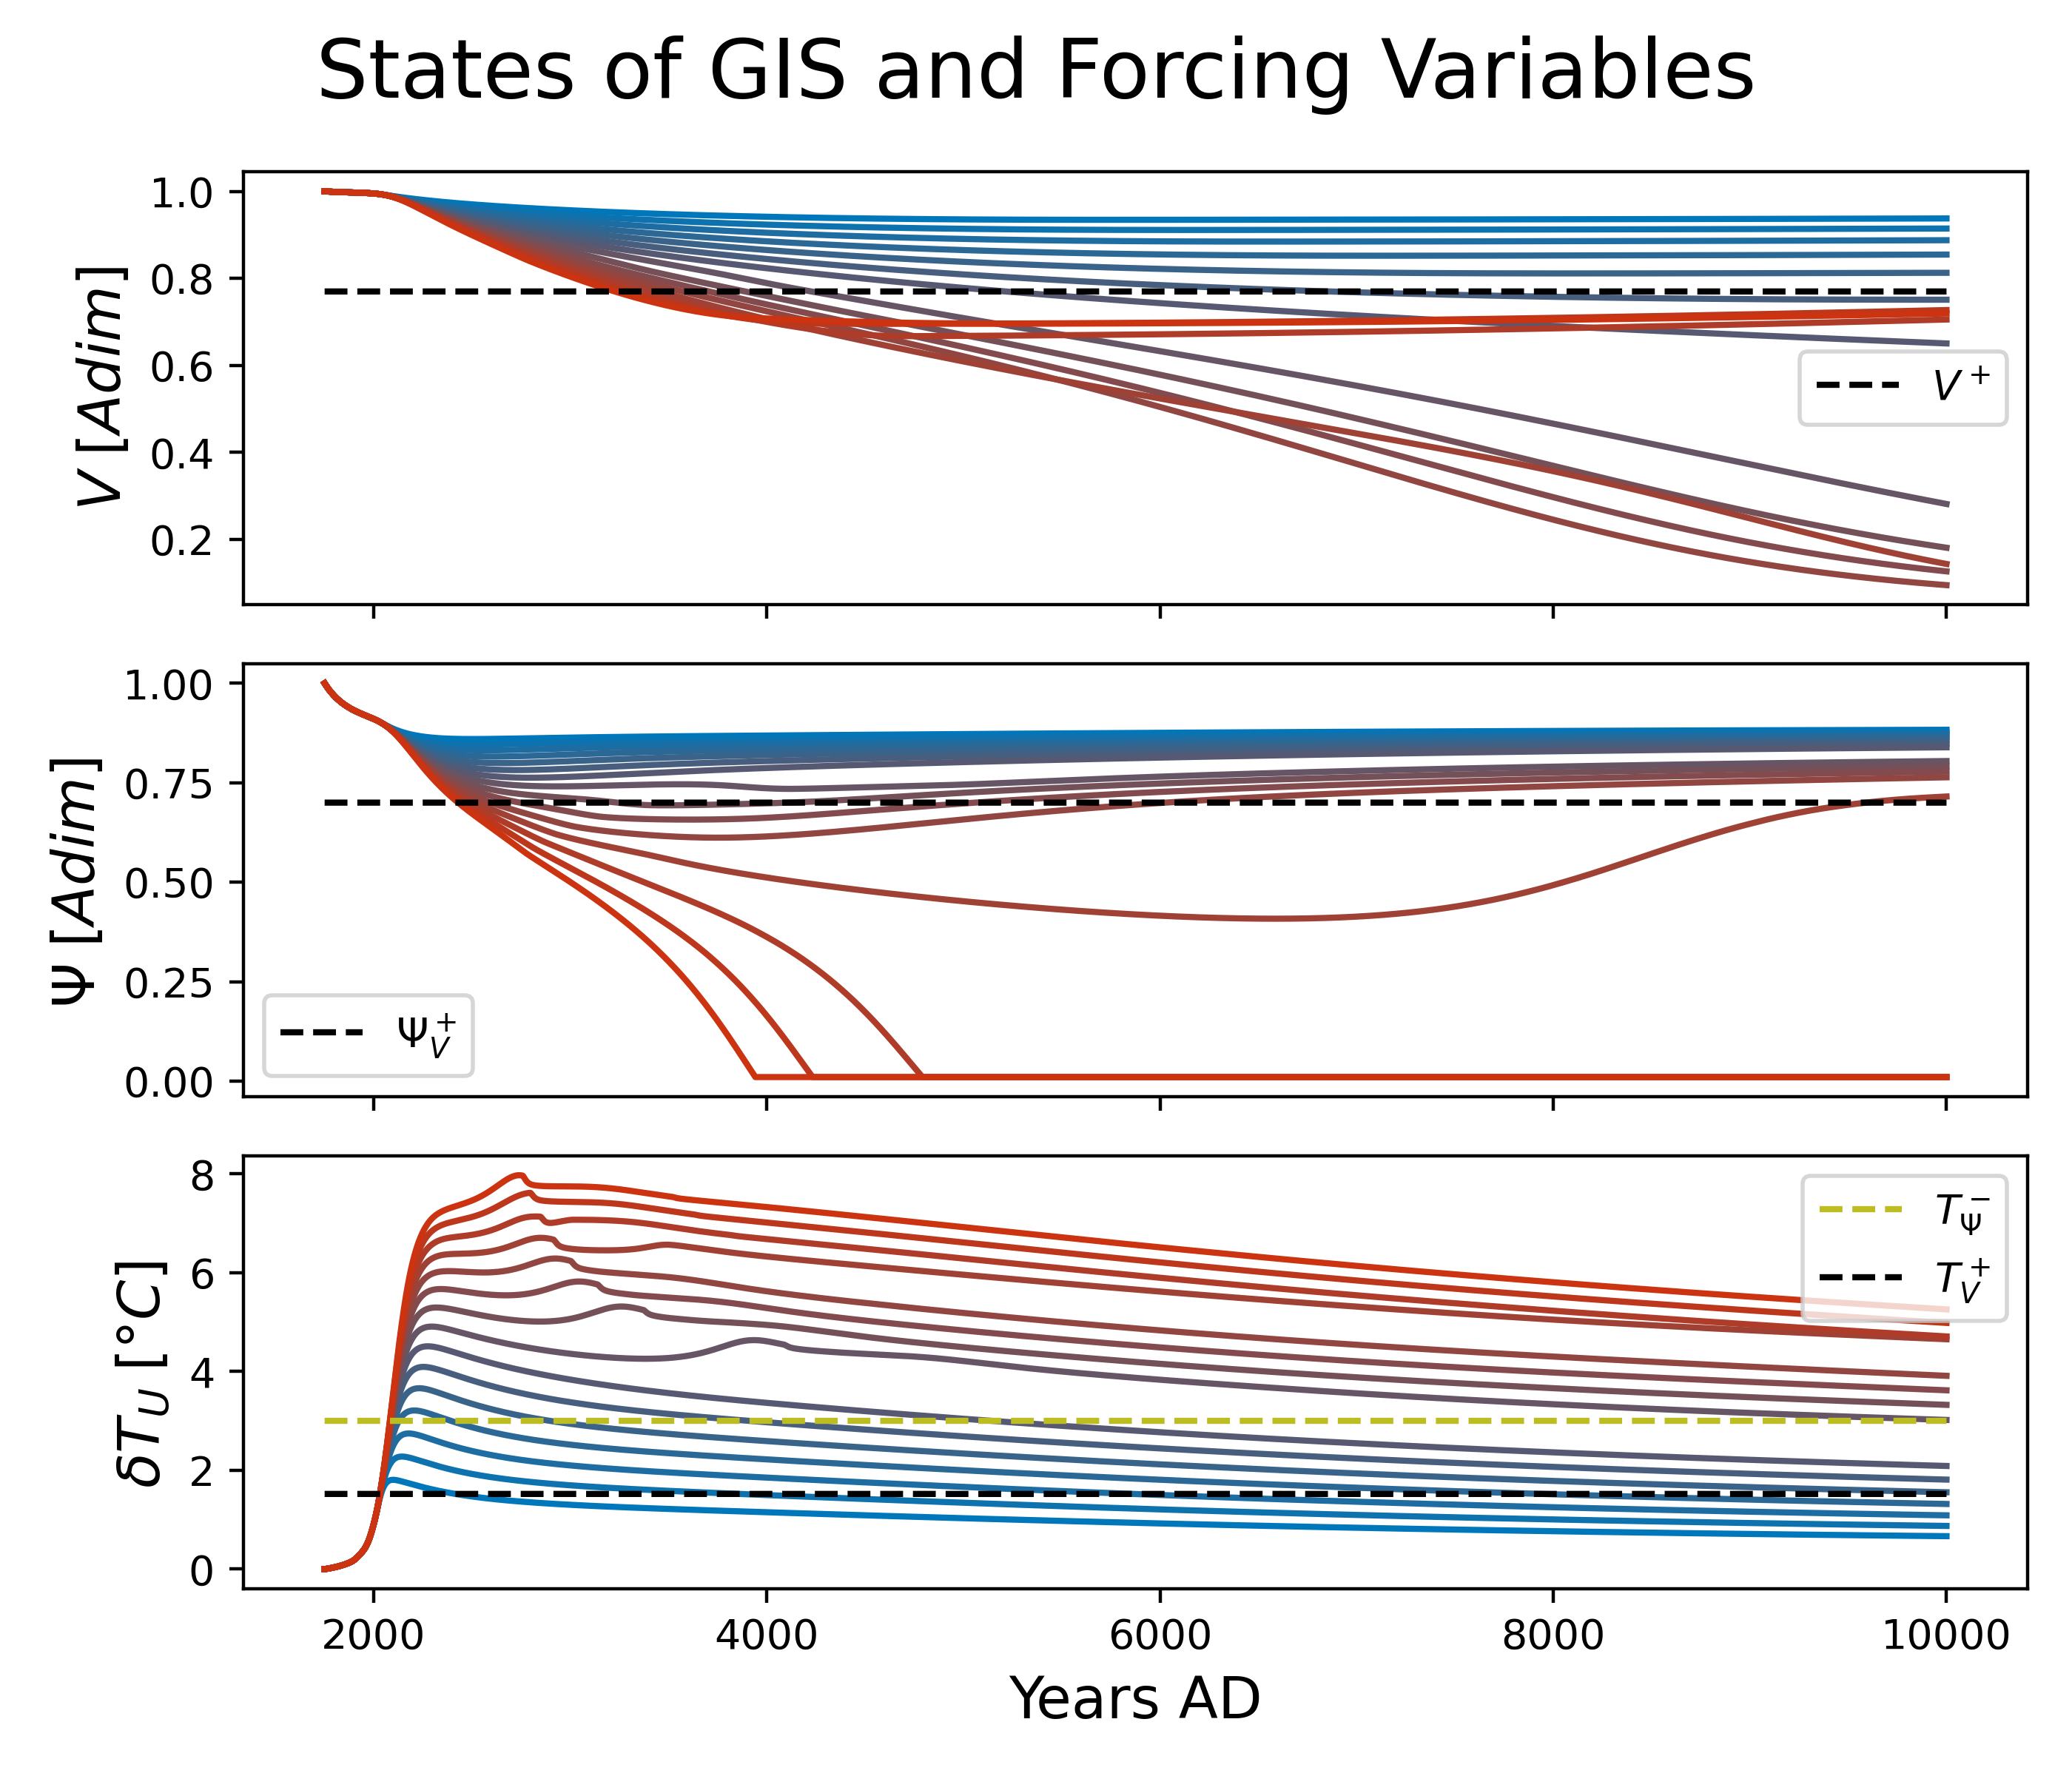 States of GIS and Forcing Variables
1.0
0.8
0.6
0.4
0.2
V [Adim]
V⁺
1.00
0.75
0.50
0.25
0.00
Ψ [Adim]
Ψ_V⁺
8
6
4
2
0
δT_U [°C]
T_Ψ⁻
T_V⁺
2000 4000 6000 8000 10000
Years AD